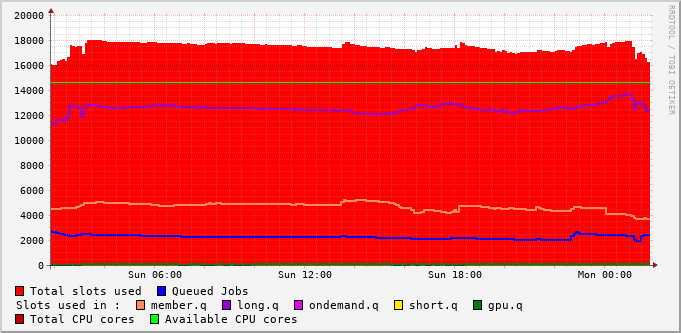 20000
18000
16000
14000
12000
10000
8000
6000
4000
2000
0
Sun 06:00 Sun 12:00 Sun 18:00 Mon 00:00
RRDTOOL / TOBI OETIKER
Total slots used Queued Jobs
Slots used in : member.q long.q ondemand.q short.q gpu.q
Total CPU cores Available CPU cores